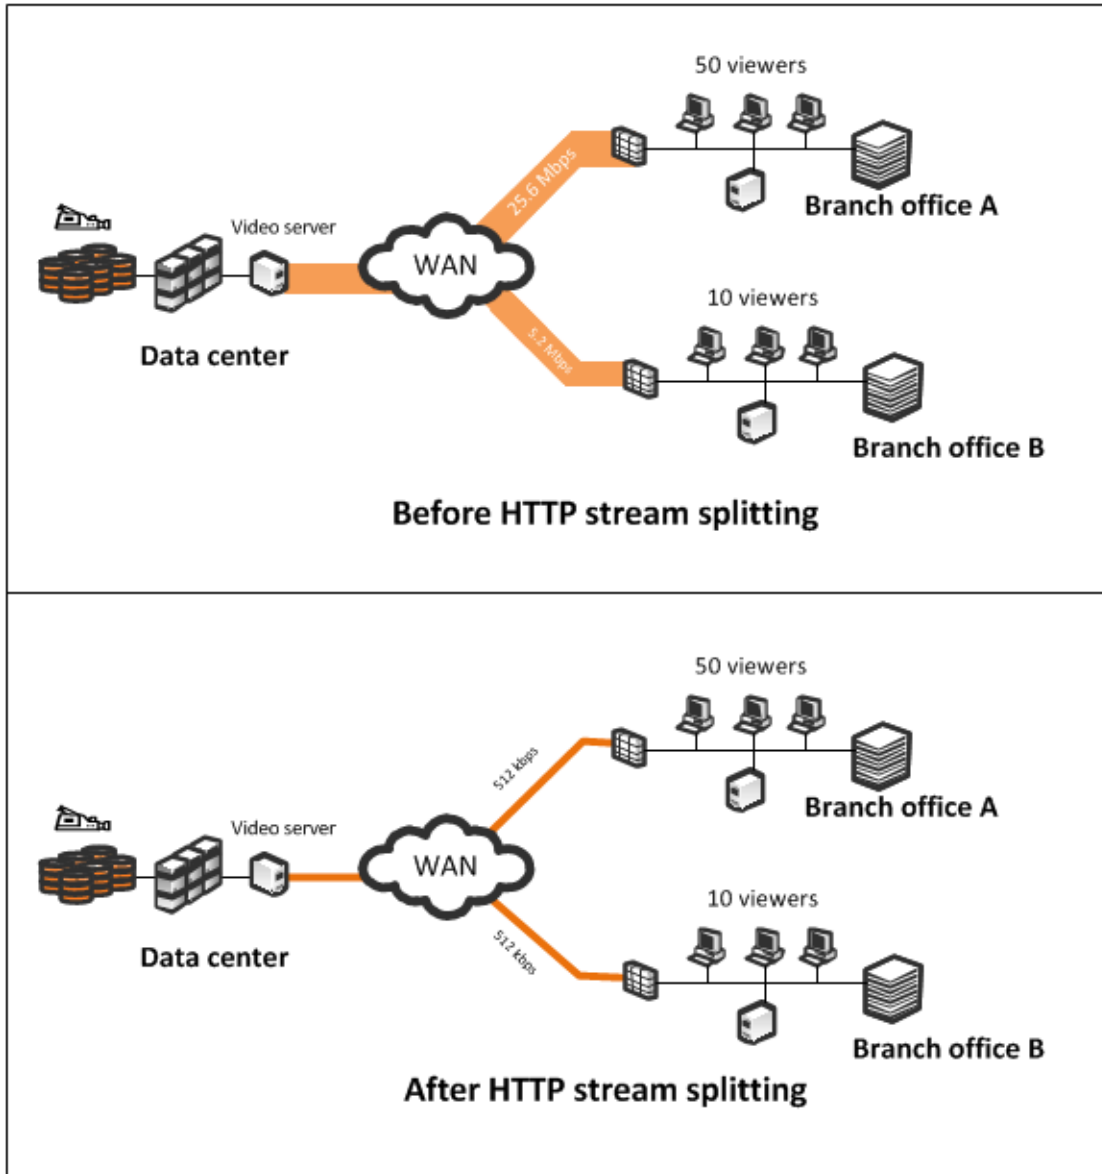 50 viewers
25.6 Mbps
Branch office A
Video server
WAN
10 viewers
5.2 Mbps
Data center
Branch office B
Before HTTP stream splitting
50 viewers
512 kbps
Branch office A
Video server
WAN
10 viewers
512 kbps
Data center
Branch office B
After HTTP stream splitting